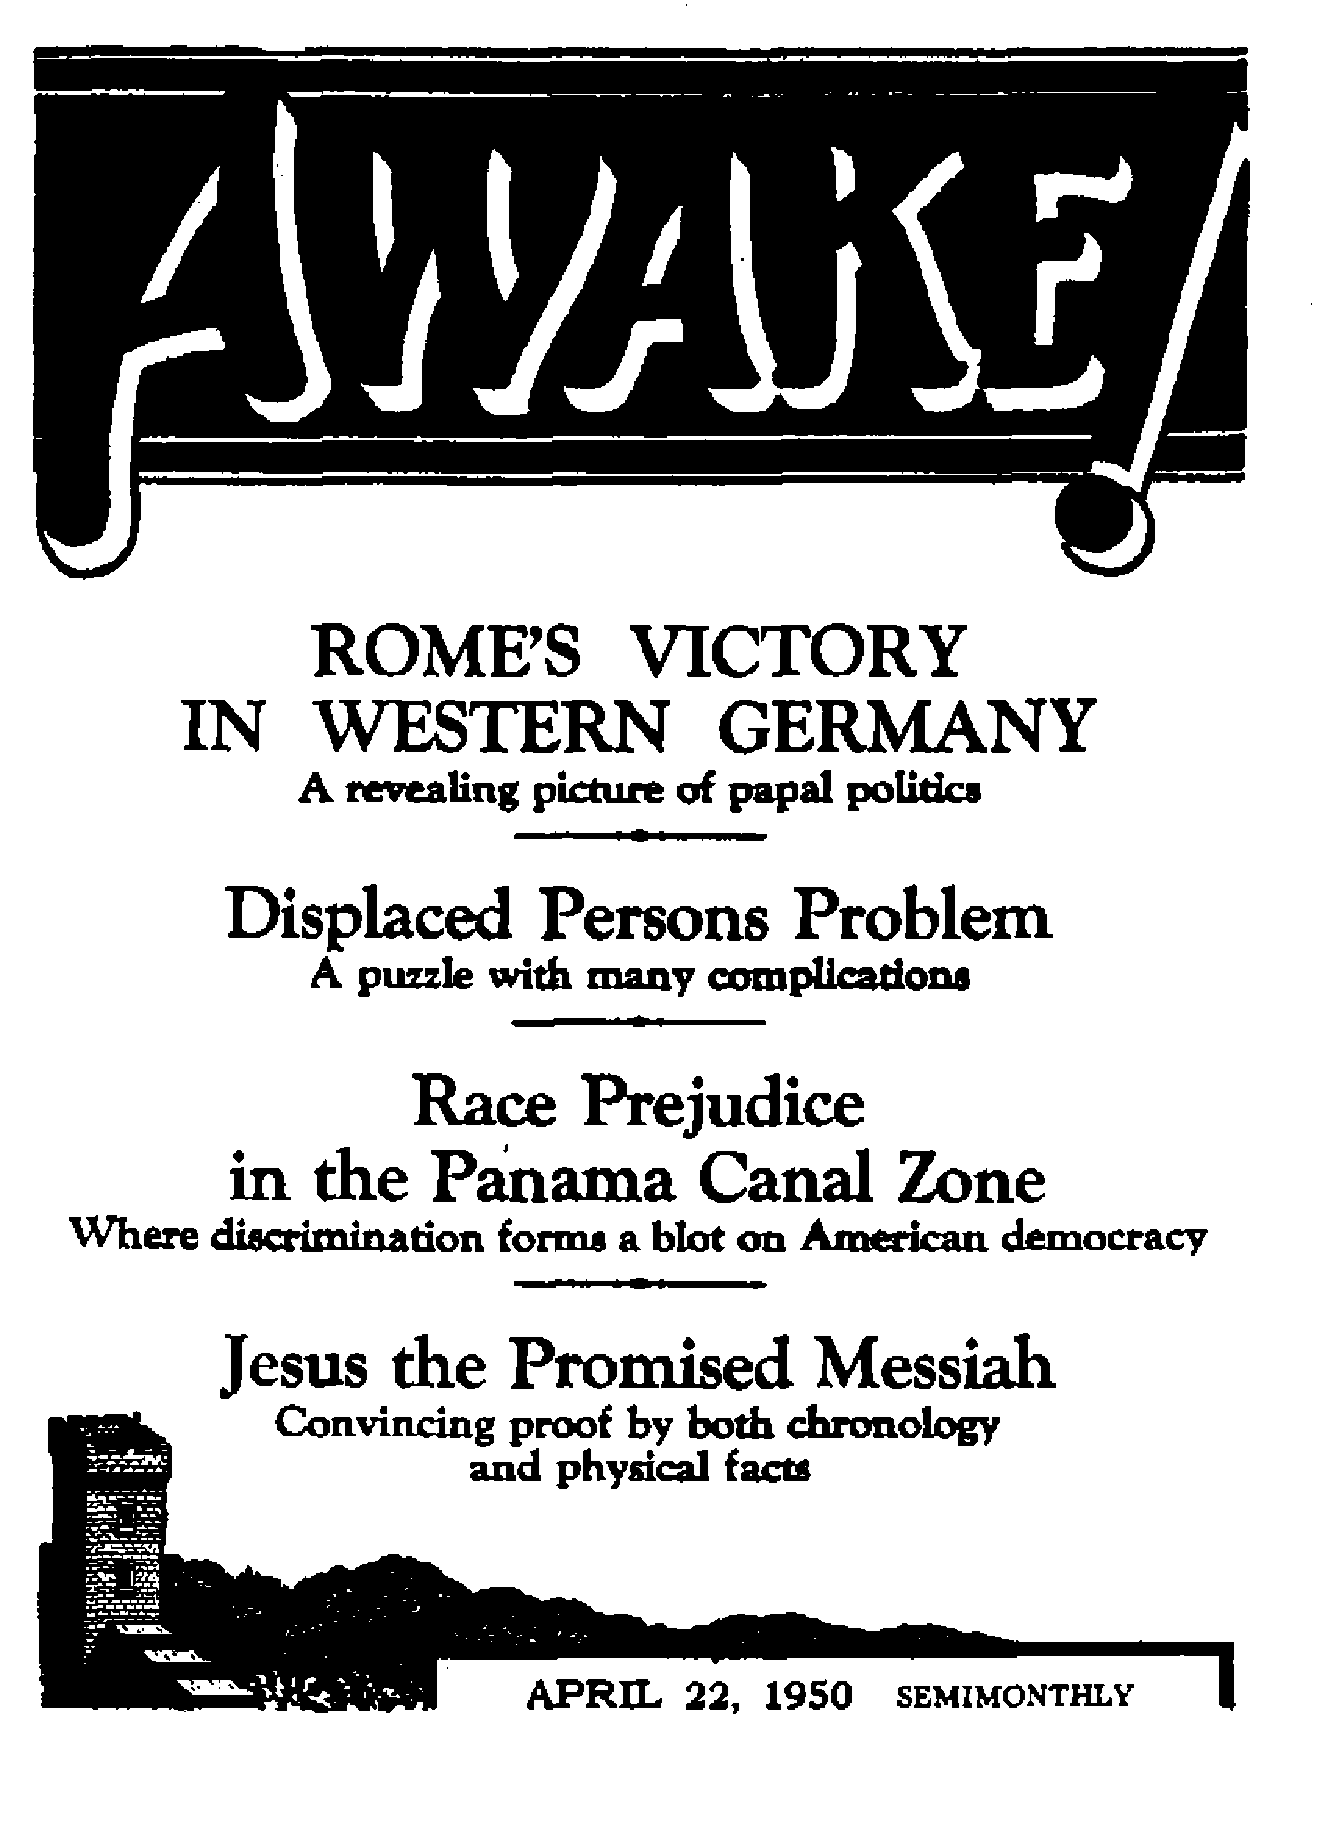 AWAKE!
ROME'S VICTORY
IN WESTERN GERMANY
A revealing picture of papal politics
Displaced Persons Problem
A puzzle with many complications
Race Prejudice
in the Panama Canal Zone
Where discrimination forms a blot on American democracy
Jesus the Promised Messiah
Convincing proof by both chronology
and physical facts
APRIL 22, 1950 SEMIMONTHLY